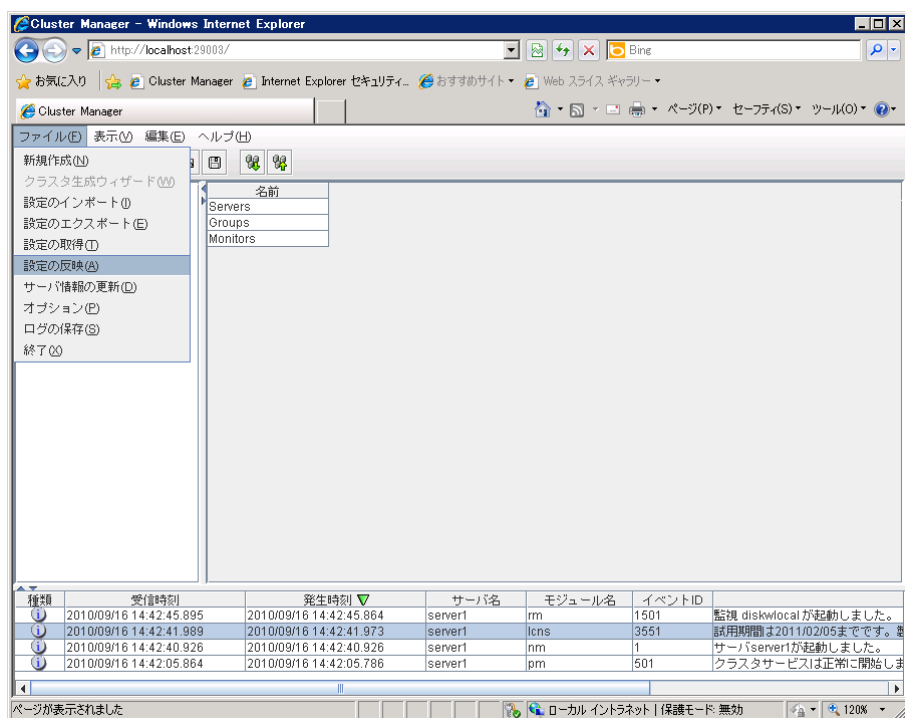 Cluster Manager - Windows Internet Explorer
http://localhost:29003/
Bing
お気に入り Cluster Manager Internet Explorer セキュリティ... おすすめサイト Web スライス ギャラリー
Cluster Manager
ページ(P) セーフティ(S) ツール(O)
ファイル(F) 表示(V) 編集(E) ヘルプ(H)
新規作成(N)
クラスタ生成ウィザード(W)
設定のインポート(I)
設定のエクスポート(E)
設定の取得(T)
設定の反映(A)
サーバ情報の更新(D)
オプション(P)
ログの保存(S)
終了(X)
名前
Servers
Groups
Monitors
種類 受信時刻 発生時刻 サーバ名 モジュール名 イベントID
2010/09/16 14:42:45.895 2010/09/16 14:42:45.864 server1 rm 1501 監視 diskwlocal が起動しました。
2010/09/16 14:42:41.989 2010/09/16 14:42:41.973 server1 lcns 3551 試用期間は2011/02/05までです。
2010/09/16 14:42:40.926 2010/09/16 14:42:40.926 server1 nm 1 サーバserver1が起動しました。
2010/09/16 14:42:05.864 2010/09/16 14:42:05.786 server1 pm 501 クラスタサービスは正常に開始しま
ページが表示されました ローカル イントラネット | 保護モード: 無効 120%